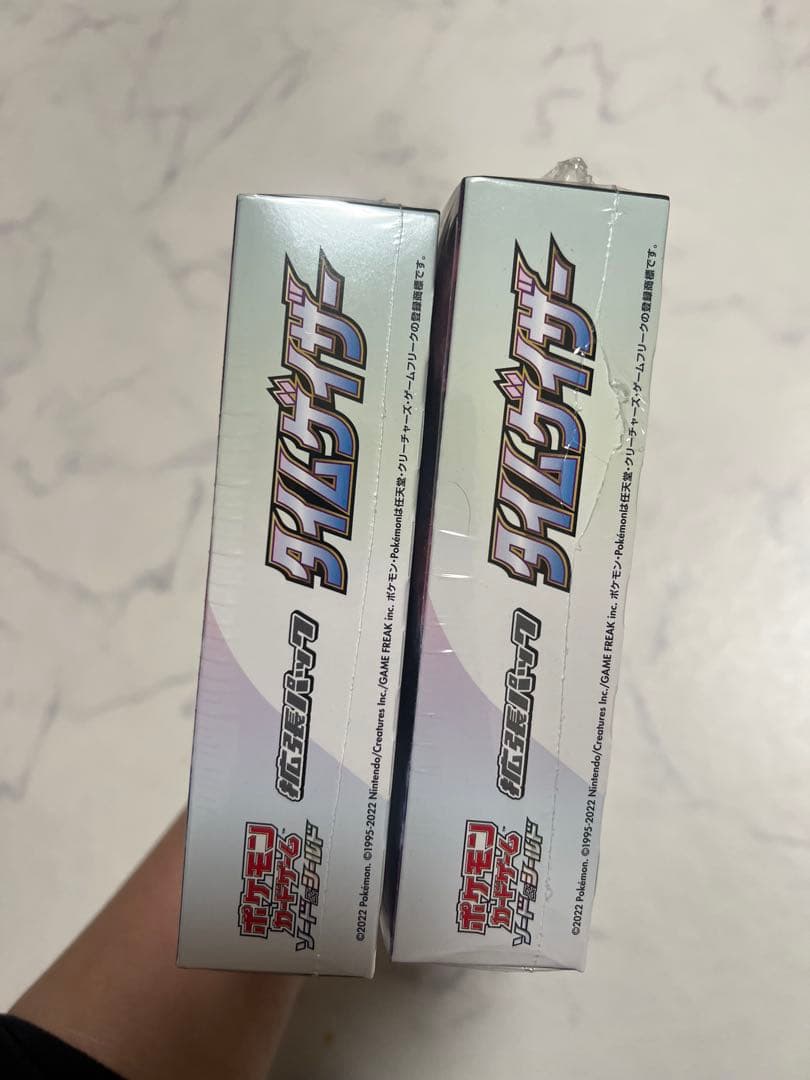 ポケモン
カードゲーム
ソード&シールド
拡張パック
タイムゲイザー
©2022 Pokémon. ©1995-2022 Nintendo/Creatures Inc./GAME FREAK inc. ポケモン・Pokémonは任天堂・クリーチャーズ・ゲームフリークの登録商標です。
ポケモン
カードゲーム
ソード&シールド
拡張パック
タイムゲイザー
©2022 Pokémon. ©1995-2022 Nintendo/Creatures Inc./GAME FREAK inc. ポケモン・Pokémonは任天堂・クリーチャーズ・ゲームフリークの登録商標です。